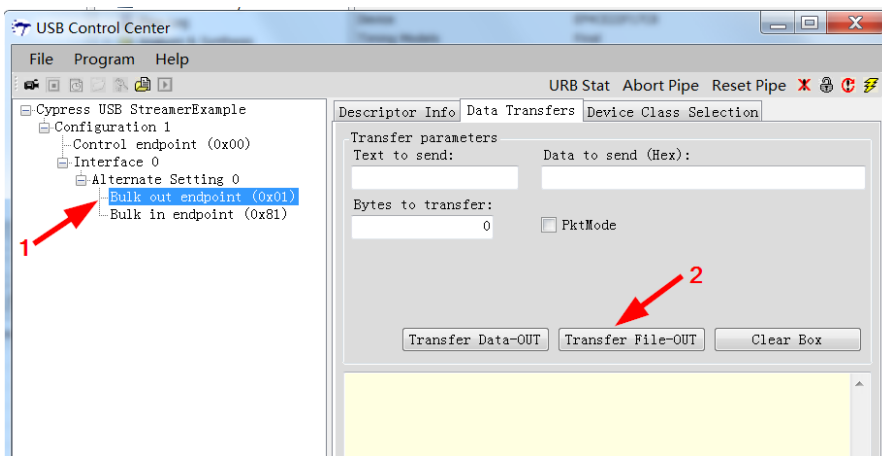 USB Control Center
File Program Help
URB Stat Abort Pipe Reset Pipe
Cypress USB StreamerExample
Configuration 1
Control endpoint (0x00)
Interface 0
Alternate Setting 0
Bulk out endpoint (0x01)
Bulk in endpoint (0x81)
1
Descriptor Info Data Transfers Device Class Selection
Transfer parameters
Text to send: Data to send (Hex):
Bytes to transfer:
0 PktMode
2
Transfer Data-OUT Transfer File-OUT Clear Box